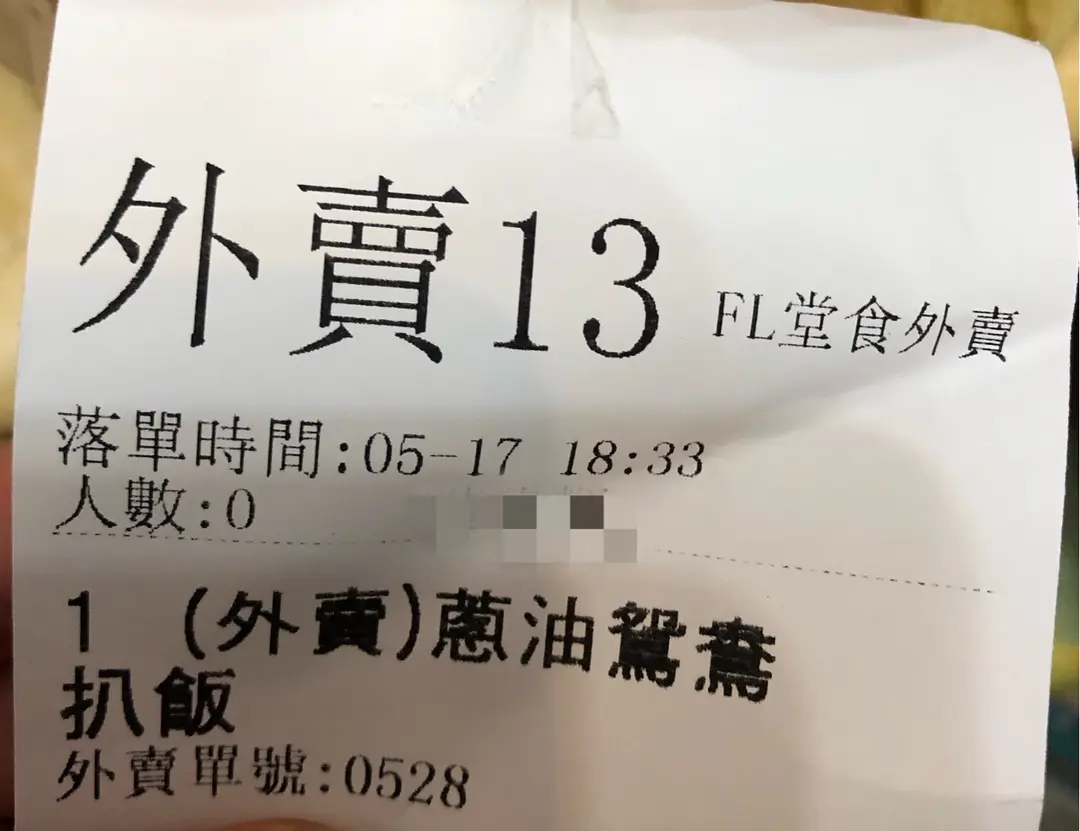 外賣13 FL堂食外賣
落單時間:05-17 18:33
人數:0
1 (外賣)蔥油鴛鴦
扒飯
外賣單號:0528